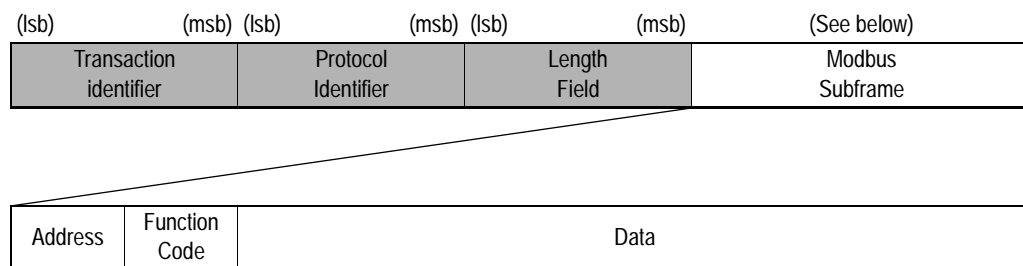 (lsb) (msb) (lsb) (msb) (lsb) (msb) (See below)
Transaction identifier
Protocol Identifier
Length Field
Modbus Subframe
Address
Function Code
Data